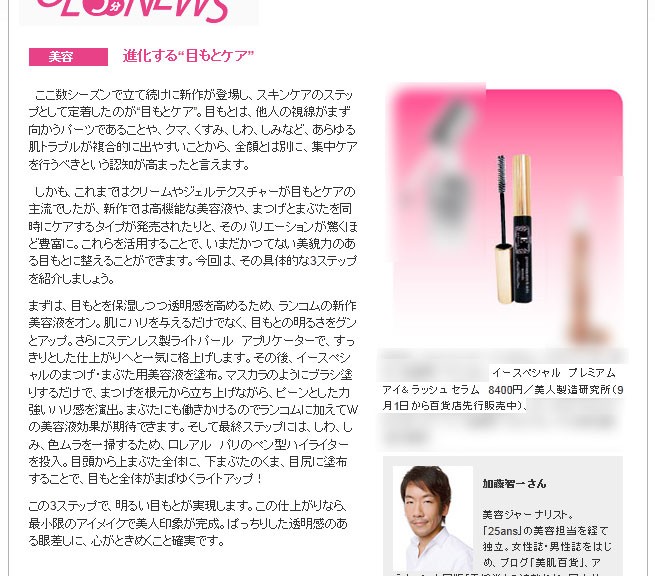 5分 NEWS
美容
進化する“目もとケア”
ここ数シーズンで立て続けに新作が登場し、スキンケアのステッ
プとして定着したのが“目もとケア”。目もとは、他人の視線がまず
向かうパーツであることや、クマ、くすみ、しわ、しみなど、あらゆる
肌トラブルが複合的に出やすいことから、全顔とは別に、集中ケア
を行うべきという認知が高まったと言えます。
しかも、これまではクリームやジェルテクスチャーが目もとケアの
主流でしたが、新作では高機能な美容液や、まつげとまぶたを同
時にケアするタイプが発売されたりと、そのバリエーションが驚くほ
ど豊富に。これらを活用することで、いまだかつてない美貌力のあ
る目もとに整えることができます。今回は、その具体的な3ステップ
を紹介しましょう。
まずは、目もとを保湿しつつ透明感を高めるため、ランコムの新作
美容液をオン。肌にハリを与えるだけでなく、目もとの明るさをグン
とアップ。さらにステンレス製ライトパール アプリケーターで、すっ
きりとした仕上がりへと一気に格上げします。その後、イースペシ
ャルのまつげ・まぶた用美容液を塗布。マスカラのようにブラシ塗
りするだけで、まつげを根元から立ち上げながら、ピーンとした力
強いハリ感を演出。まぶたにも働きかけるのでランコムに加えてW
の美容液効果が期待できます。そして最終ステップには、しわ、し
み、色ムラを一掃するため、ロレアル パリのペン型ハイライター
を投入。目頭から上まぶた全体に、下まぶたのくま、目尻に塗布
することで、目もと全体がまばゆくライトアップ！
この3ステップで、明るい目もとが実現します。この仕上がりなら、
最小限のアイメイクで美人印象が完成。ぱっちりした透明感のあ
る眼差しに、心がときめくこと確実です。
イースペシャル プレミアム
アイ＆ラッシュ セラム 8400円／美人製造研究所（9
月1日から百貨店先行販売中）、
加藤智一さん
美容ジャーナリスト。
「25ans」の美容担当を経て
独立。女性誌・男性誌をはじ
め、ブログ「美肌百貨」、ア